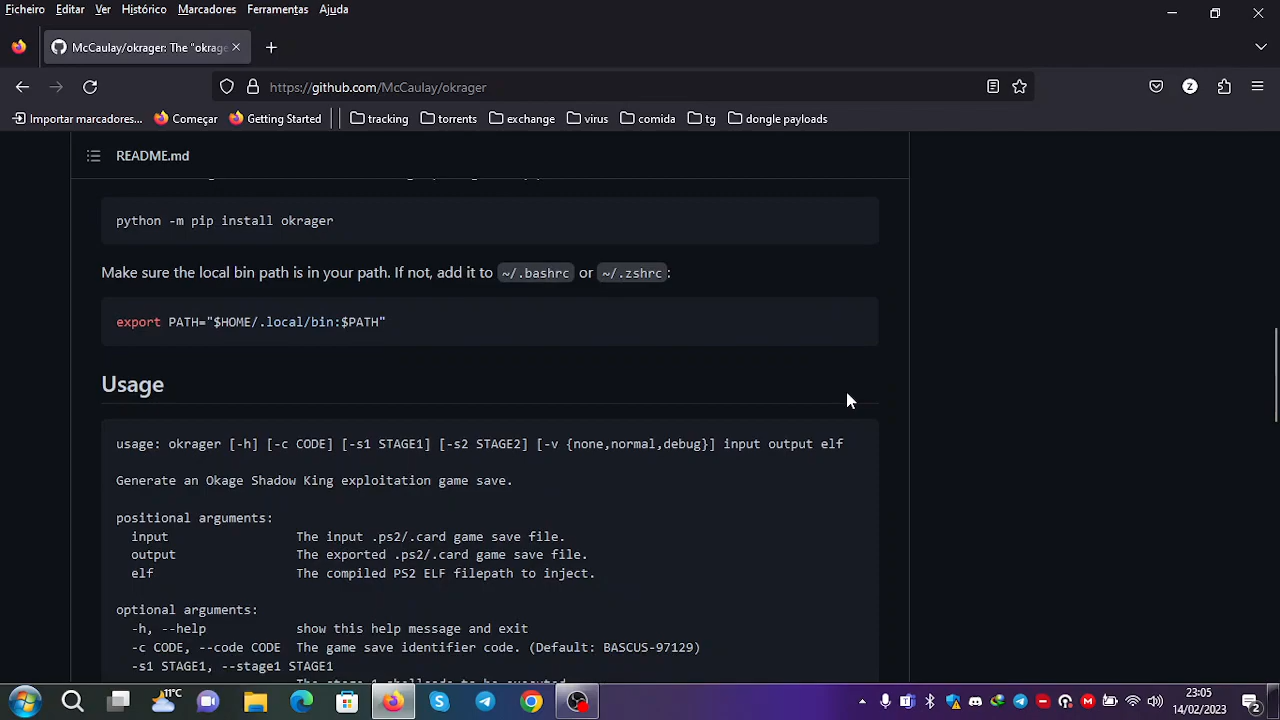 Ficheiro Editar Ver Histórico Marcadores Ferramentas Ajuda
McCaulay/okrager: The "okrage
https://github.com/McCaulay/okrager
Z
Importar marcadores... Começar Getting Started tracking torrents exchange virus comida tg dongle payloads
README.md
python -m pip install okrager
Make sure the local bin path is in your path. If not, add it to ~/.bashrc or ~/.zshrc:
export PATH="$HOME/.local/bin:$PATH"
Usage
usage: okrager [-h] [-c CODE] [-s1 STAGE1] [-s2 STAGE2] [-v {none,normal,debug}] input output elf
Generate an Okage Shadow King exploitation game save.
positional arguments:
input The input .ps2/.card game save file.
output The exported .ps2/.card game save file.
elf The compiled PS2 ELF filepath to inject.
optional arguments:
-h, --help show this help message and exit
-c CODE, --code CODE The game save identifier code. (Default: BASCUS-97129)
-s1 STAGE1, --stage1 STAGE1
11°C
23:05
14/02/2023
2